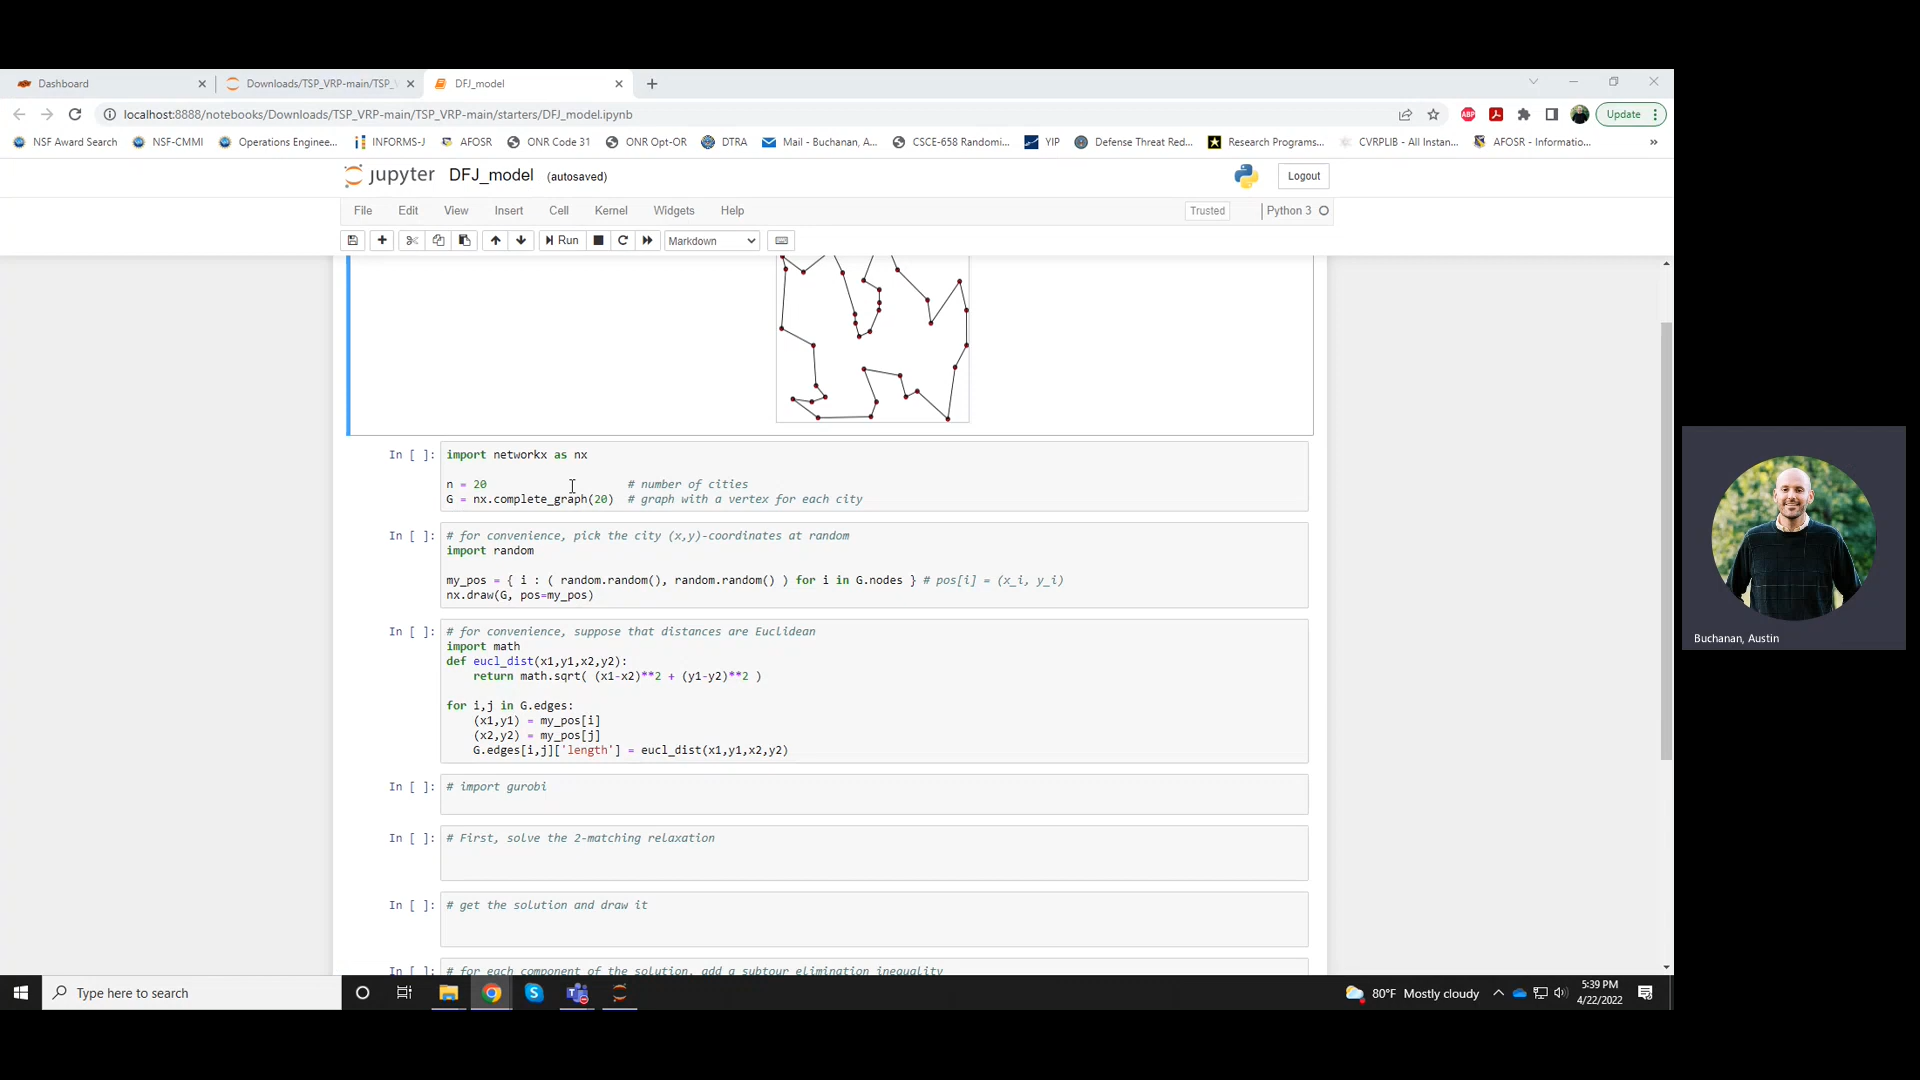 Dashboard
Downloads/TSP_VRP-main/TSP_
DFJ_model
localhost:8888/notebooks/Downloads/TSP_VRP-main/TSP_VRP-main/starters/DFJ_model.ipynb
ABP
Update
NSF Award Search
NSF-CMMI
Operations Enginee...
INFORMS-J
AFOSR
ONR Code 31
ONR Opt-OR
DTRA
Mail - Buchanan, A...
CSCE-658 Randomi...
YIP
Defense Threat Red...
Research Programs...
CVRPLIB - All Instan...
AFOSR - Informatio...
»
jupyter DFJ_model (autosaved)
Logout
File Edit View Insert Cell Kernel Widgets Help
Trusted
Python 3
Run
Markdown
In [ ]: import networkx as nx
n = 20 # number of cities
G = nx.complete_graph(20) # graph with a vertex for each city
In [ ]: # for convenience, pick the city (x,y)-coordinates at random
import random
my_pos = { i : ( random.random(), random.random() ) for i in G.nodes } # pos[i] = (x_i, y_i)
nx.draw(G, pos=my_pos)
In [ ]: # for convenience, suppose that distances are Euclidean
import math
def eucl_dist(x1,y1,x2,y2):
return math.sqrt( (x1-x2)**2 + (y1-y2)**2 )
for i,j in G.edges:
(x1,y1) = my_pos[i]
(x2,y2) = my_pos[j]
G.edges[i,j]['length'] = eucl_dist(x1,y1,x2,y2)
In [ ]: # import gurobi
In [ ]: # First, solve the 2-matching relaxation
In [ ]: # get the solution and draw it
In [ ]: # for each component of the solution, add a subtour elimination inequality
Buchanan, Austin
Type here to search
80°F Mostly cloudy
5:39 PM
4/22/2022